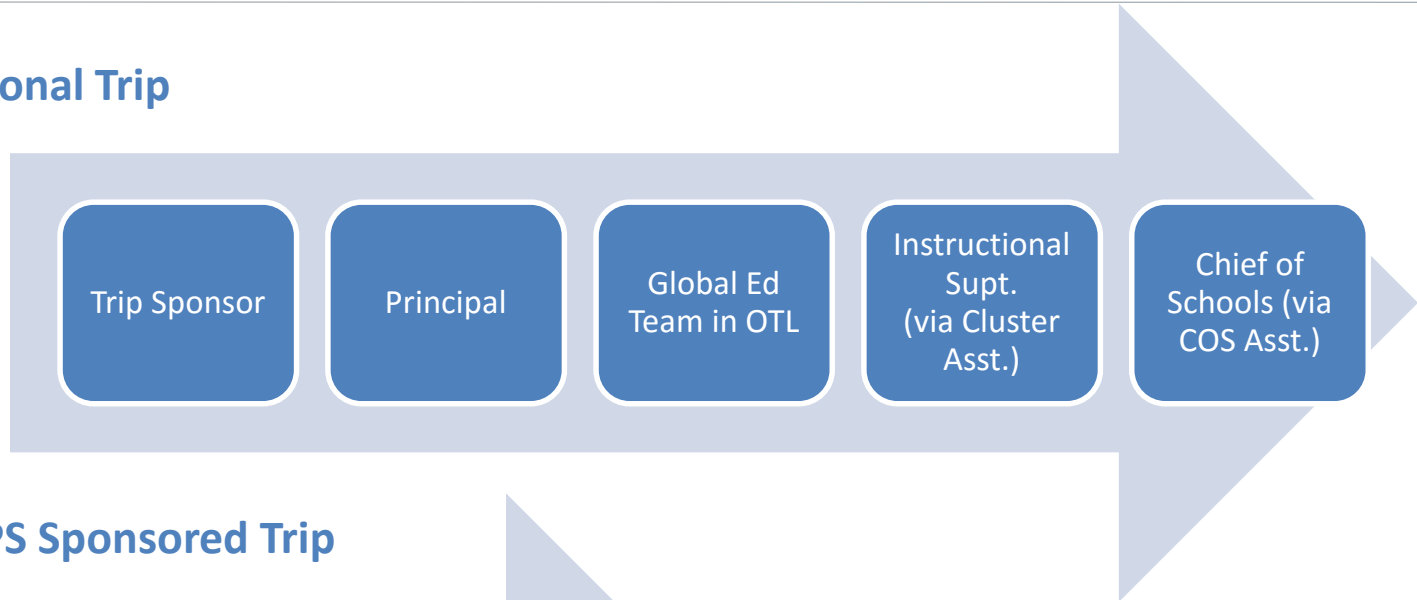 onal Trip
Trip Sponsor
Principal
Global Ed
Team in OTL
Instructional
Supt.
(via Cluster
Asst.)
Chief of
Schools (via
COS Asst.)
PS Sponsored Trip